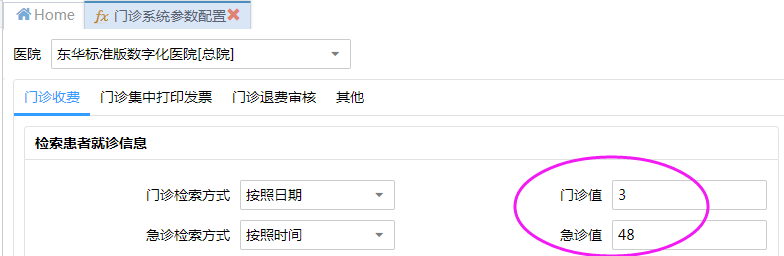 Home 门诊系统参数配置
医院 东华标准版数字化医院[总院]
门诊收费 门诊集中打印发票 门诊退费审核 其他
检索患者就诊信息
门诊检索方式 按照日期 门诊值 3
急诊检索方式 按照时间 急诊值 48